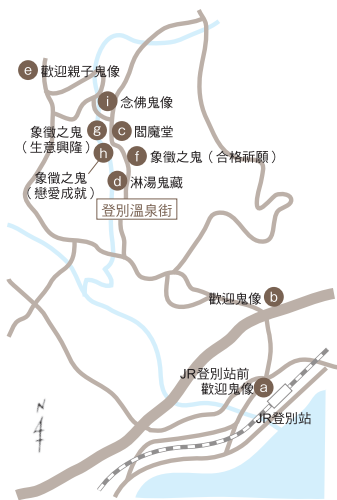 e 歡迎親子鬼像
i 念佛鬼像
象徵之鬼 g
（生意興隆）
c 閻魔堂
h
f 象徵之鬼（合格祈願）
象徵之鬼
（戀愛成就）
d 淋湯鬼藏
登別溫泉街
歡迎鬼像 b
JR登別站前
歡迎鬼像 a
JR登別站
N